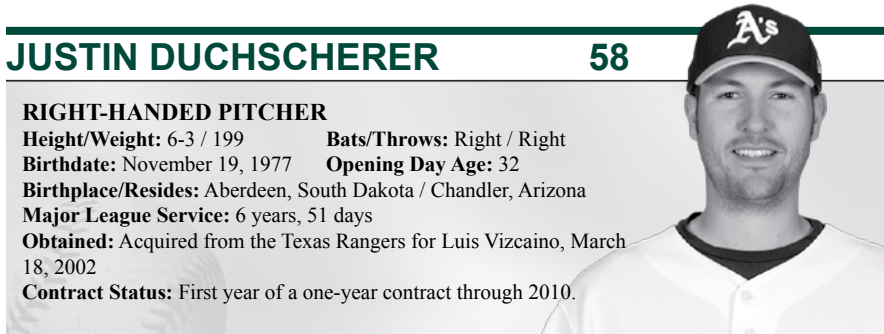 A's
JUSTIN DUCHSCHERER 58
RIGHT-HANDED PITCHER
Height/Weight: 6-3 / 199 Bats/Throws: Right / Right
Birthdate: November 19, 1977 Opening Day Age: 32
Birthplace/Resides: Aberdeen, South Dakota / Chandler, Arizona
Major League Service: 6 years, 51 days
Obtained: Acquired from the Texas Rangers for Luis Vizcaino, March
18, 2002
Contract Status: First year of a one-year contract through 2010.